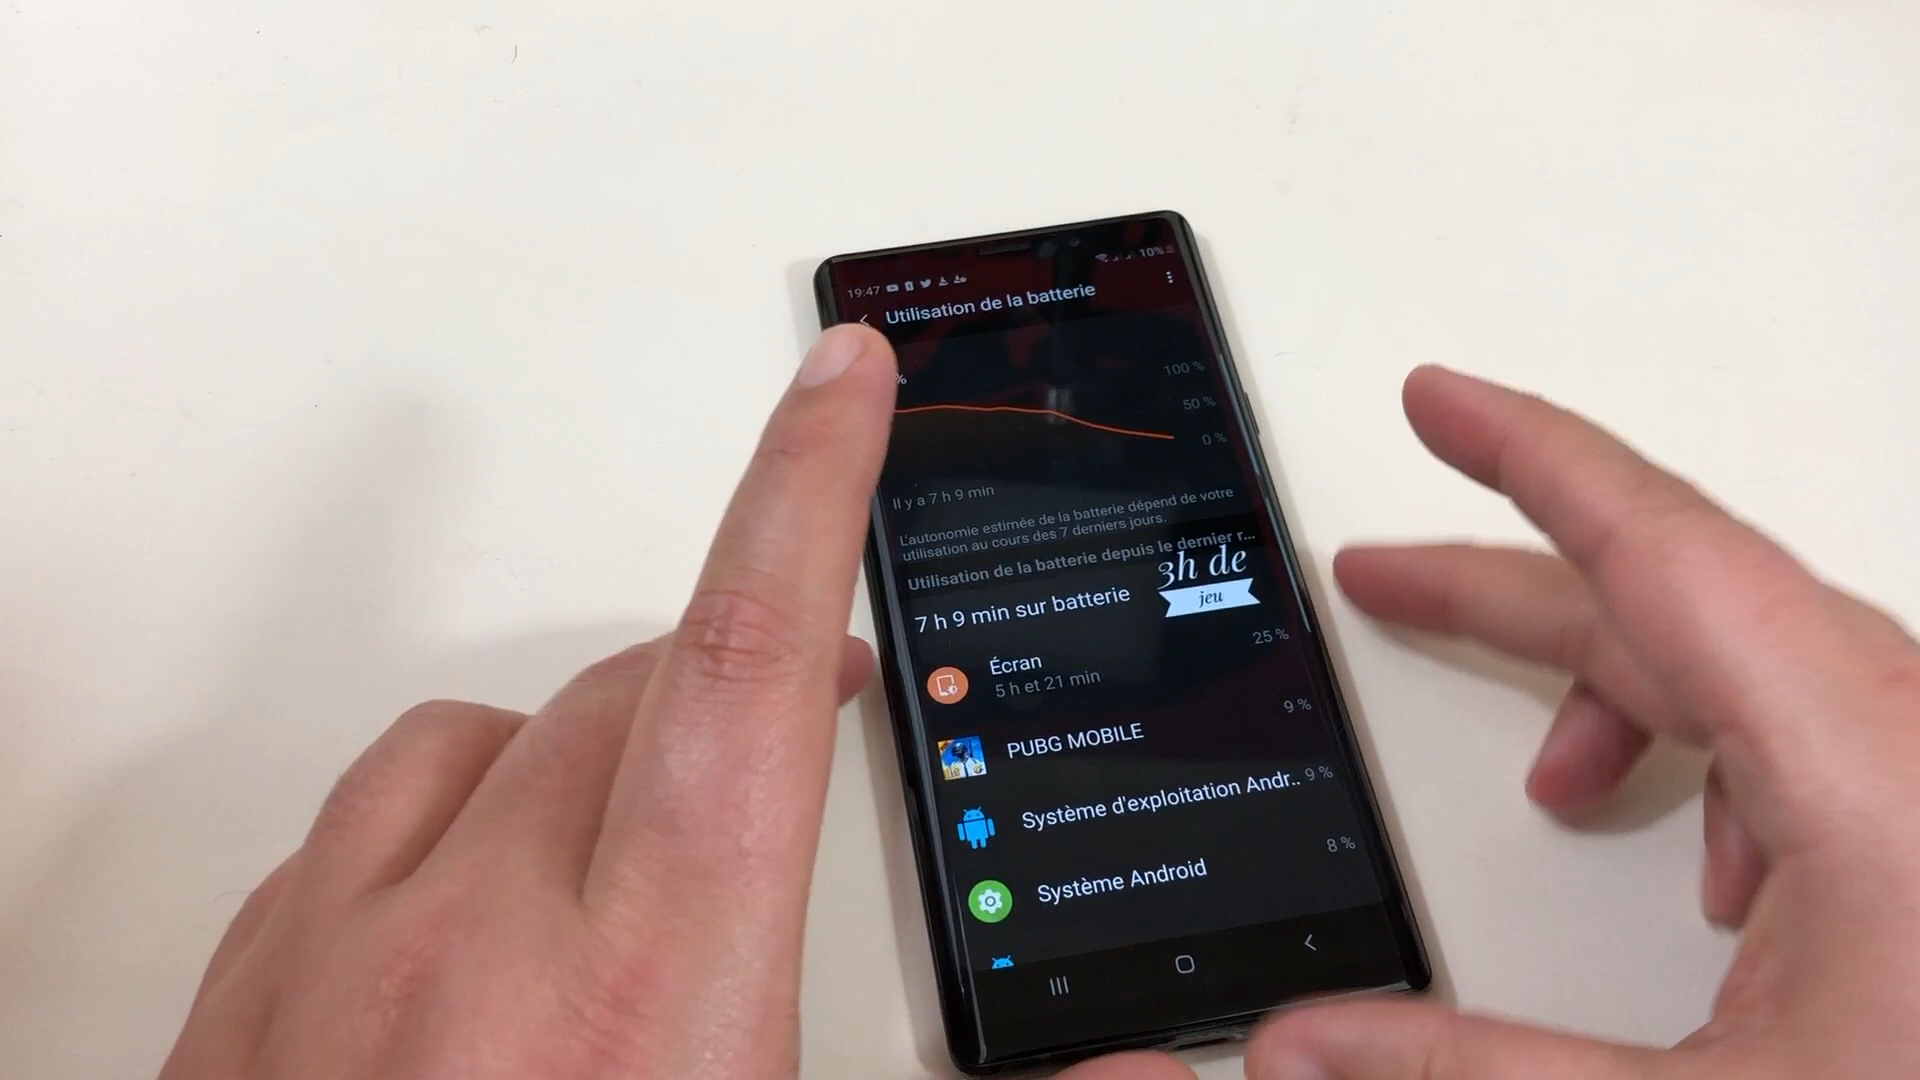 19:47
10%
Utilisation de la batterie
%
100 %
50 %
0 %
Il y a 7 h 9 min
L'autonomie estimée de la batterie dépend de votre
utilisation au cours des 7 derniers jours.
Utilisation de la batterie depuis le dernier r...
3h de
jeu
7 h 9 min sur batterie
Écran
25 %
5 h et 21 min
PUBG MOBILE
9 %
Système d'exploitation Andr..
9 %
Système Android
8 %